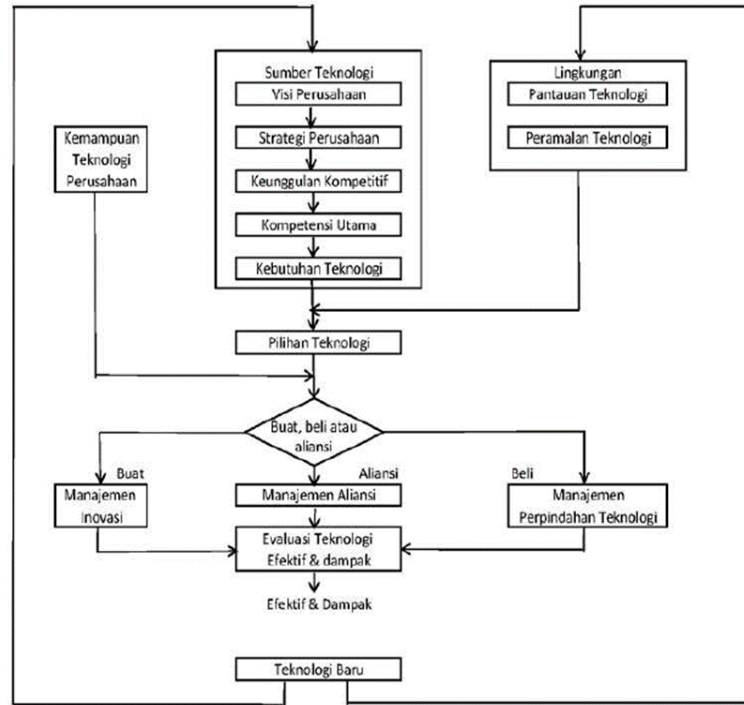 Sumber Teknologi
Visi Perusahaan
Strategi Perusahaan
Keunggulan Kompetitif
Kompetensi Utama
Kebutuhan Teknologi
Lingkungan
Pantauan Teknologi
Peramalan Teknologi
Kemampuan
Teknologi
Perusahaan
Pilihan Teknologi
Buat, beli atau
aliansi
Buat
Aliansi
Beli
Manajemen
Inovasi
Manajemen Aliansi
Manajemen
Perpindahan Teknologi
Evaluasi Teknologi
Efektif & dampak
Efektif & Dampak
Teknologi Baru